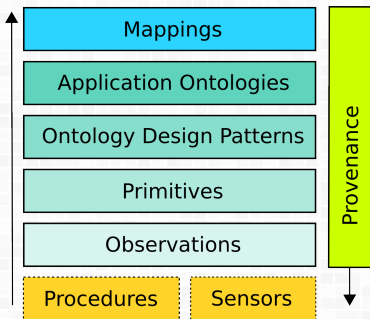 Mappings
Application Ontologies
Ontology Design Patterns
Primitives
Observations
Procedures
Sensors
Provenance